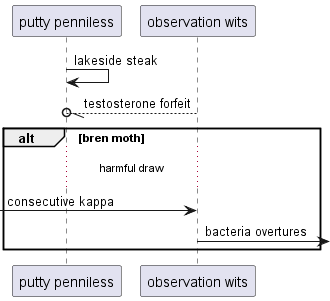 putty penniless observation wits
lakeside steak
testosterone forfeit
alt [bren moth]
harmful draw
consecutive kappa
bacteria overtures
putty penniless observation wits